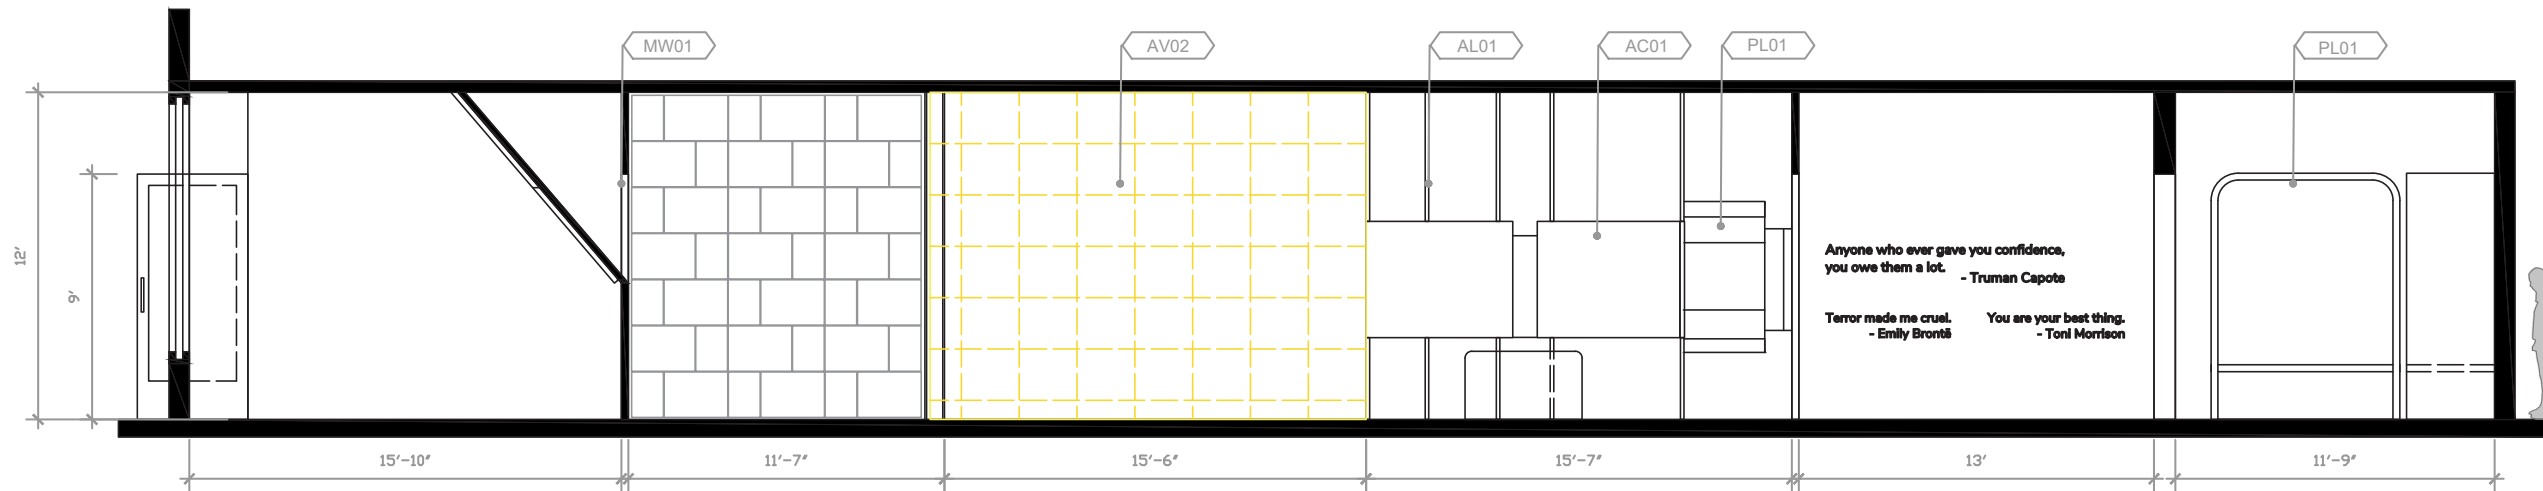 MW01
AV02
AL01
AC01
PL01
PL01
12'
9'
Anyone who ever gave you confidence,
you owe them a lot.
- Truman Capote
Terror made me cruel.
- Emily Brontë
You are your best thing.
- Toni Morrison
15'-10"
11'-7"
15'-6"
15'-7"
13'
11'-9"